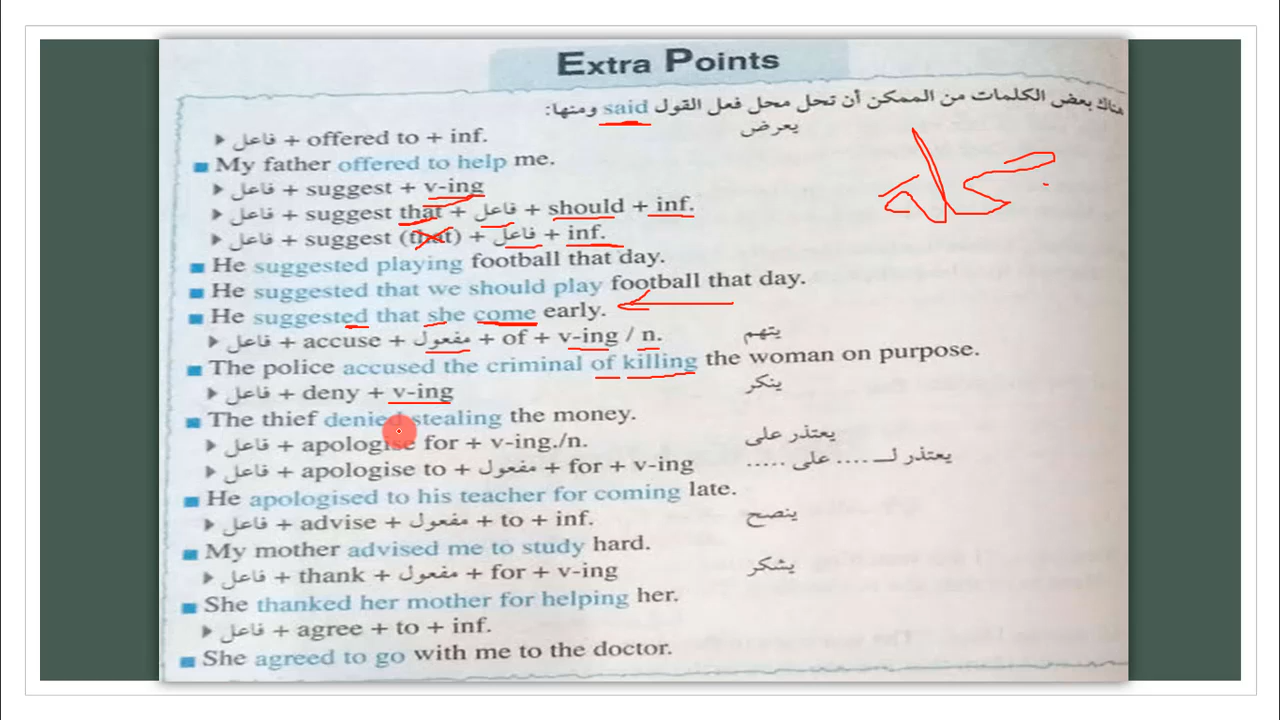 Extra Points
هناك بعض الكلمات من الممكن أن تحل محل فعل القول said ومنها:
فاعل + offered to + inf. يعرض
My father offered to help me.
فاعل + suggest + v-ing
فاعل + suggest that + فاعل + should + inf.
فاعل + suggest (that) + فاعل + inf.
He suggested playing football that day.
He suggested that we should play football that day.
He suggested that she come early.
فاعل + accuse + مفعول + of + v-ing / n. يتهم
The police accused the criminal of killing the woman on purpose.
فاعل + deny + v-ing ينكر
The thief denied stealing the money.
فاعل + apologise for + v-ing./n. يعتذر على
فاعل + apologise to + مفعول + for + v-ing يعتذر لــ .... على .....
He apologised to his teacher for coming late.
فاعل + advise + مفعول + to + inf. ينصح
My mother advised me to study hard.
فاعل + thank + مفعول + for + v-ing يشكر
She thanked her mother for helping her.
فاعل + agree + to + inf.
She agreed to go with me to the doctor.